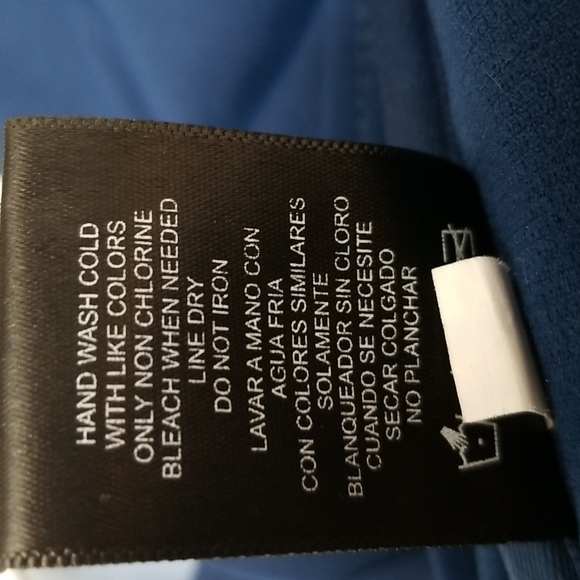 HAND WASH COLD
WITH LIKE COLORS
ONLY NON CHLORINE
BLEACH WHEN NEEDED
LINE DRY
DO NOT IRON
LAVAR A MANO CON
AGUA FRIA
CON COLORES SIMILARES
SOLAMENTE
BLANQUEADOR SIN CLORO
CUANDO SE NECESITE
SECAR COLGADO
NO PLANCHAR